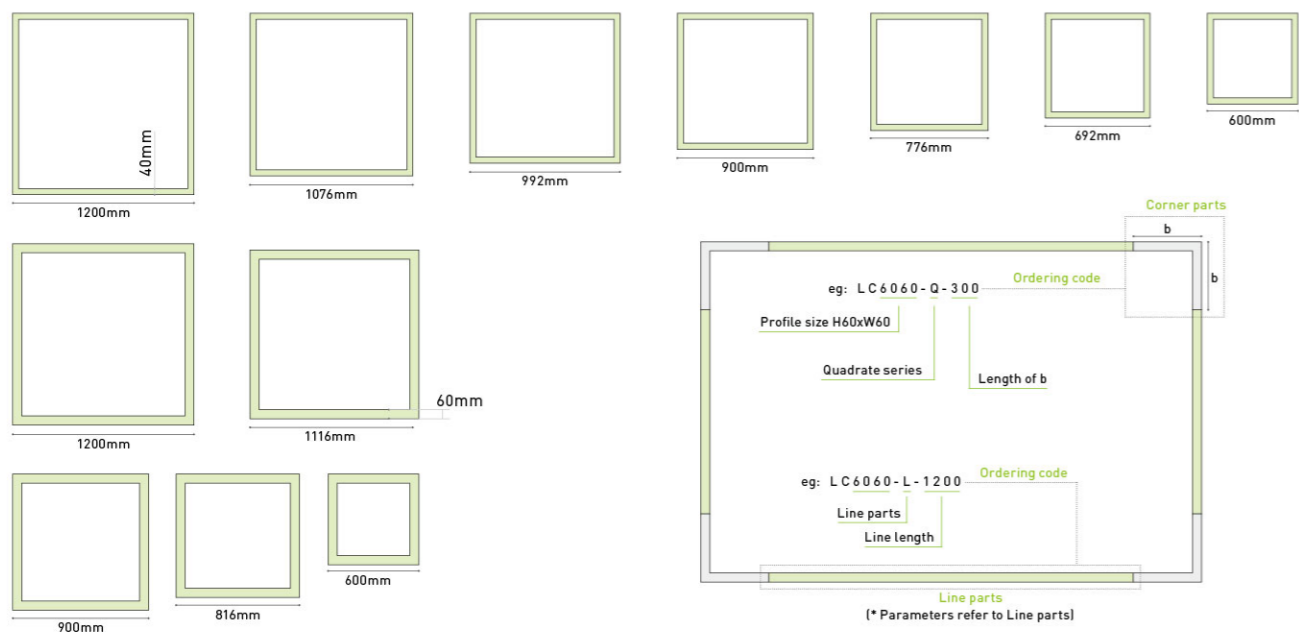 40mm
1200mm
1076mm
992mm
900mm
776mm
692mm
600mm
1200mm
60mm
1116mm
900mm
816mm
600mm
Corner parts
b
b
eg: LC6060-Q-300
Ordering code
Profile size H60xW60
Quadrate series
Length of b
eg: LC6060-L-1200
Ordering code
Line parts
Line length
Line parts
(* Parameters refer to Line parts)